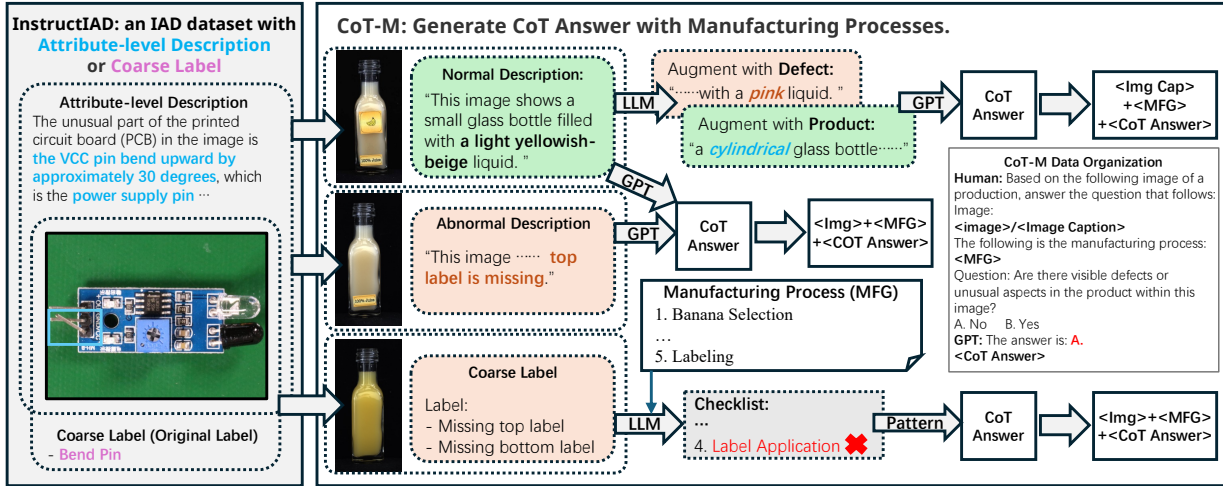 InstructIAD: an IAD dataset with
Attribute-level Description
or Coarse Label
Attribute-level Description
The unusual part of the printed
circuit board (PCB) in the image is
the VCC pin bend upward by
approximately 30 degrees, which
is the power supply pin ···
Coarse Label (Original Label)
- Bend Pin
CoT-M: Generate CoT Answer with Manufacturing Processes.
100% Juice
Normal Description:
“This image shows a
small glass bottle filled
with a light yellowish-
beige liquid. ”
LLM
Augment with Defect:
“······with a pink liquid. ”
Augment with Product:
“a cylindrical glass bottle······”
GPT
CoT
Answer
<Img Cap>
+<MFG>
+<CoT Answer>
GPT
100% Juice
Abnormal Description
“This image ······ top
label is missing.”
GPT
CoT
Answer
<Img>+<MFG>
+<COT Answer>
Manufacturing Process (MFG)
1. Banana Selection
…
5. Labeling
Coarse Label
Label:
- Missing top label
- Missing bottom label
LLM
Checklist:
···
4. Label Application
Pattern
CoT
Answer
<Img>+<MFG>
+<CoT Answer>
CoT-M Data Organization
Human: Based on the following image of a
production, answer the question that follows:
Image:
<image>/<Image Caption>
The following is the manufacturing process:
<MFG>
Question: Are there visible defects or
unusual aspects in the product within this
image?
A. No B. Yes
GPT: The answer is: A.
<CoT Answer>